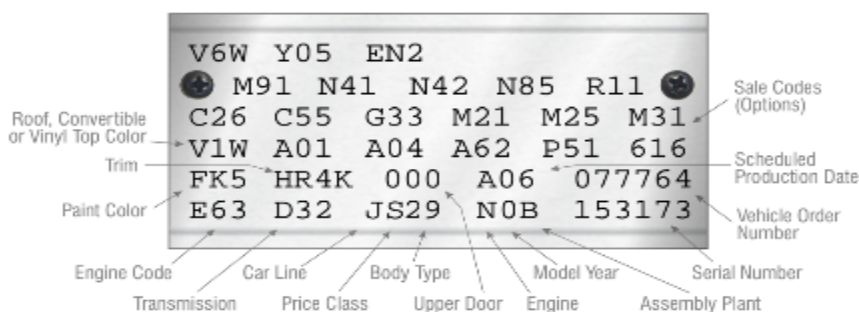 V6W Y05 EN2
M91 N41 N42 N85 R11
C26 C55 G33 M21 M25 M31
V1W A01 A04 A62 P51 616
FK5 HR4K 000 A06 077764
E63 D32 JS29 N0B 153173
Sale Codes
(Options)
Roof, Convertible
or Vinyl Top Color
Trim
Scheduled
Production Date
Paint Color
Vehicle Order
Number
Engine Code
Car Line
Body Type
Model Year
Serial Number
Transmission
Price Class
Upper Door
Engine
Assembly Plant